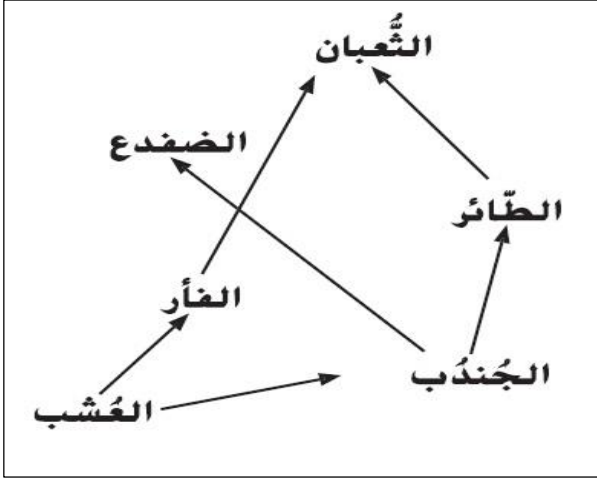 الثُّعبان
الضفدع
الطّائر
الفأر
الجُندُب
العُشب